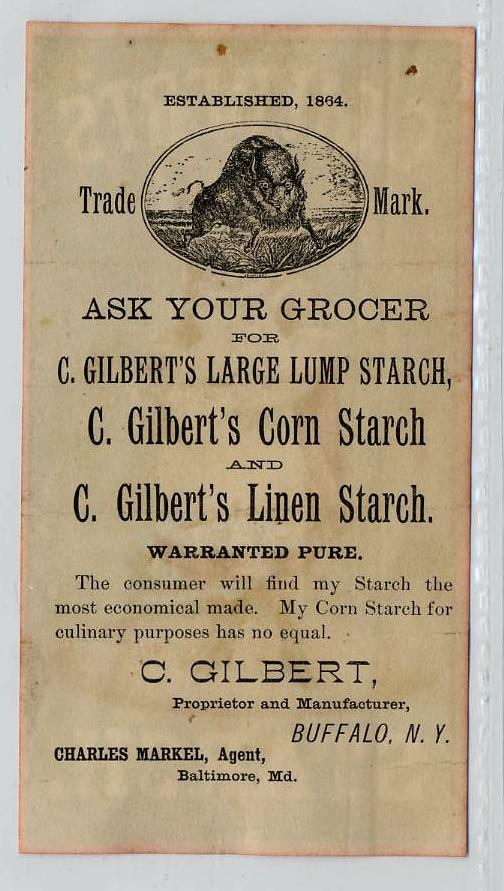 ESTABLISHED, 1864.
Trade Mark.
ASK YOUR GROCER
FOR
C. GILBERT'S LARGE LUMP STARCH,
C. Gilbert's Corn Starch
AND
C. Gilbert's Linen Starch.
WARRANTED PURE.
The consumer will find my Starch the
most economical made. My Corn Starch for
culinary purposes has no equal.
C. GILBERT,
Proprietor and Manufacturer,
BUFFALO, N. Y.
CHARLES MARKEL, Agent,
Baltimore, Md.